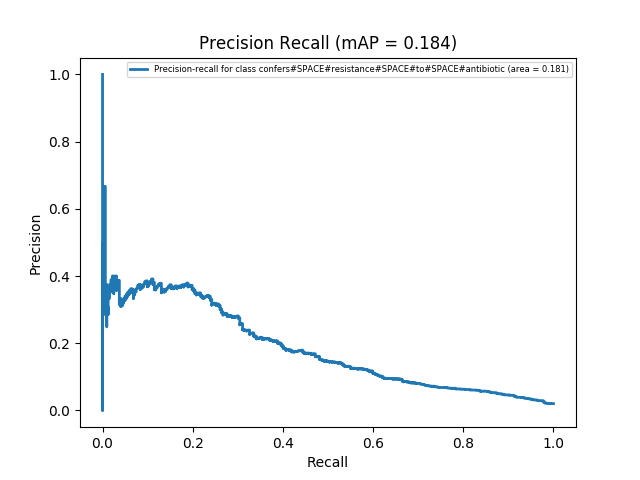 Precision Recall (mAP = 0.184)
Precision-recall for class confers#SPACE#resistance#SPACE#to#SPACE#antibiotic (area = 0.181)
1.0
0.8
0.6
0.4
0.2
0.0
Precision
0.0 0.2 0.4 0.6 0.8 1.0
Recall